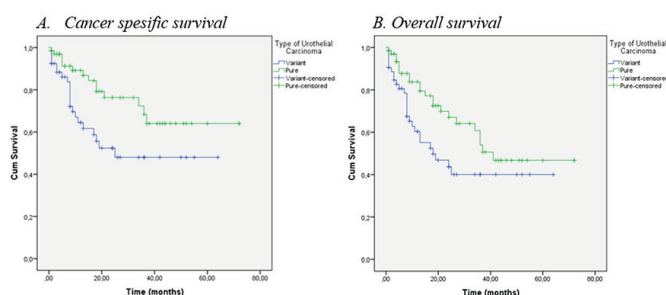 A. Cancer spesific survival
Type of Urothelial
Carcinoma
Variant
Pure
Variant-censored
Pure-censored
Cum Survival
1,0
0,8
0,6
0,4
0,2
0,0
,00
20,00
40,00
60,00
80,00
Time (months)
B. Overall survival
Type of Urothelial
Carcinoma
Variant
Pure
Variant-censored
Pure-censored
Cum Survival
1,0
0,8
0,6
0,4
0,2
0,0
,00
20,00
40,00
60,00
80,00
Time (months)